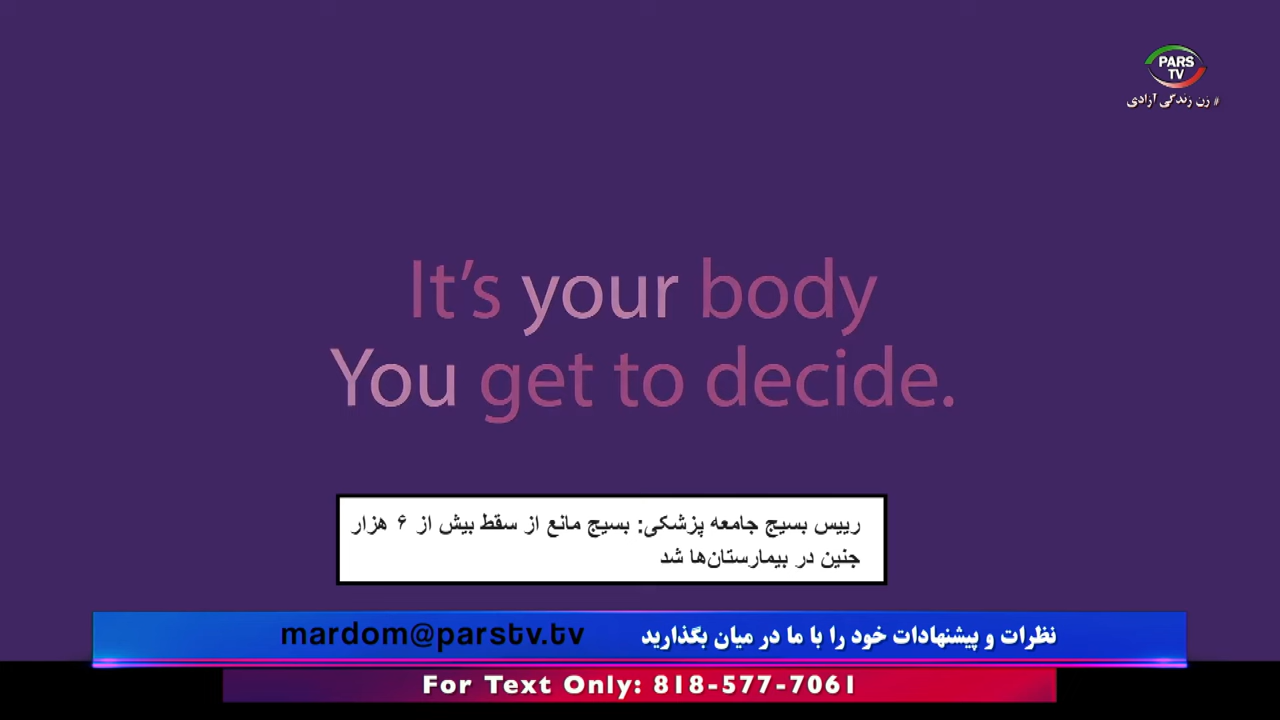 PARS
TV
# زن زندگی آزادی
It's your body
You get to decide.
رییس بسیج جامعه پزشکی: بسیج مانع از سقط بیش از ۶ هزار
جنین در بیمارستان‌ها شد
نظرات و پیشنهادات خود را با ما در میان بگذارید mardom@parstv.tv
For Text Only: 818-577-7061